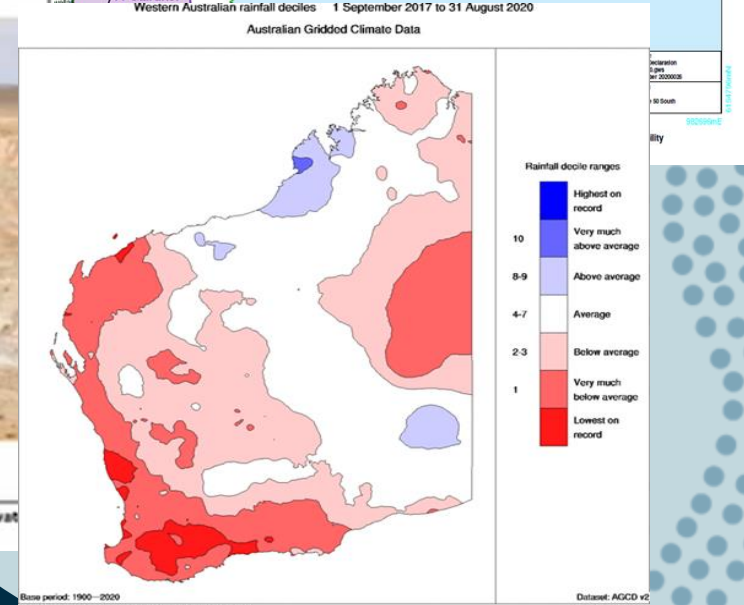 Western Australian rainfall deciles 1 September 2017 to 31 August 2020
Australian Gridded Climate Data
Rainfall decile ranges
Highest on
record
10 Very much
above average
8-9 Above average
4-7 Average
2-3 Below average
1 Very much
below average
Lowest on
record
Base period: 1900—2020
Dataset: AGCD v2
Declaration
50 South
ility
vat